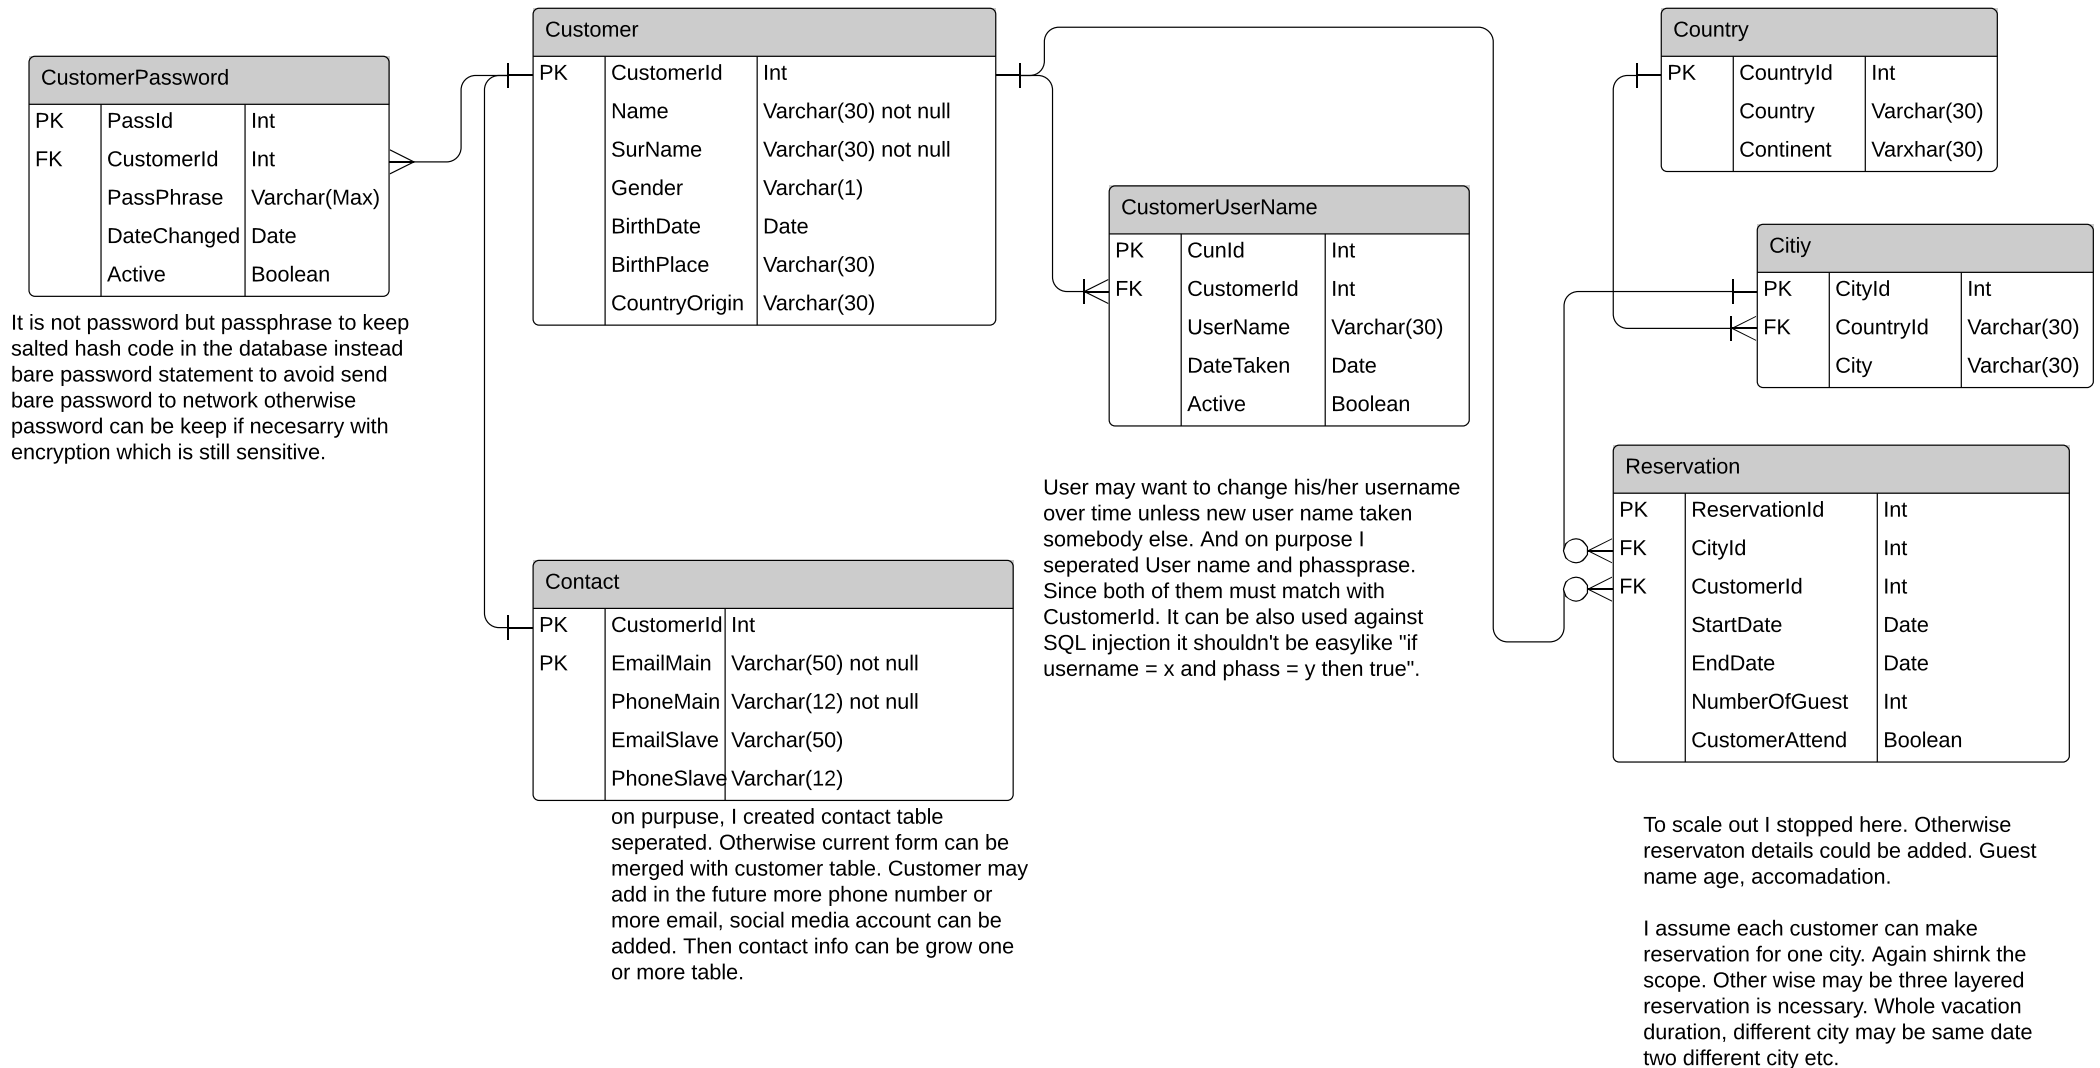 CustomerPassword
PK PassId Int
FK CustomerId Int
PassPhrase Varchar(Max)
DateChanged Date
Active Boolean
It is not password but passphrase to keep
salted hash code in the database instead
bare password statement to avoid send
bare password to network otherwise
password can be keep if necesarry with
encryption which is still sensitive.
Customer
PK CustomerId Int
Name Varchar(30) not null
SurName Varchar(30) not null
Gender Varchar(1)
BirthDate Date
BirthPlace Varchar(30)
CountryOrigin Varchar(30)
Contact
PK CustomerId Int
PK EmailMain Varchar(50) not null
PhoneMain Varchar(12) not null
EmailSlave Varchar(50)
PhoneSlave Varchar(12)
on purpuse, I created contact table
seperated. Otherwise current form can be
merged with customer table. Customer may
add in the future more phone number or
more email, social media account can be
added. Then contact info can be grow one
or more table.
CustomerUserName
PK CunId Int
FK CustomerId Int
UserName Varchar(30)
DateTaken Date
Active Boolean
User may want to change his/her username
over time unless new user name taken
somebody else. And on purpose I
seperated User name and phassprase.
Since both of them must match with
CustomerId. It can be also used against
SQL injection it shouldn't be easylike "if
username = x and phass = y then true".
Country
PK CountryId Int
Country Varchar(30)
Continent Varxhar(30)
Citiy
PK CityId Int
FK CountryId Varchar(30)
City Varchar(30)
Reservation
PK ReservationId Int
FK CityId Int
FK CustomerId Int
StartDate Date
EndDate Date
NumberOfGuest Int
CustomerAttend Boolean
To scale out I stopped here. Otherwise
reservaton details could be added. Guest
name age, accomadation.
I assume each customer can make
reservation for one city. Again shirnk the
scope. Other wise may be three layered
reservation is ncessary. Whole vacation
duration, different city may be same date
two different city etc.